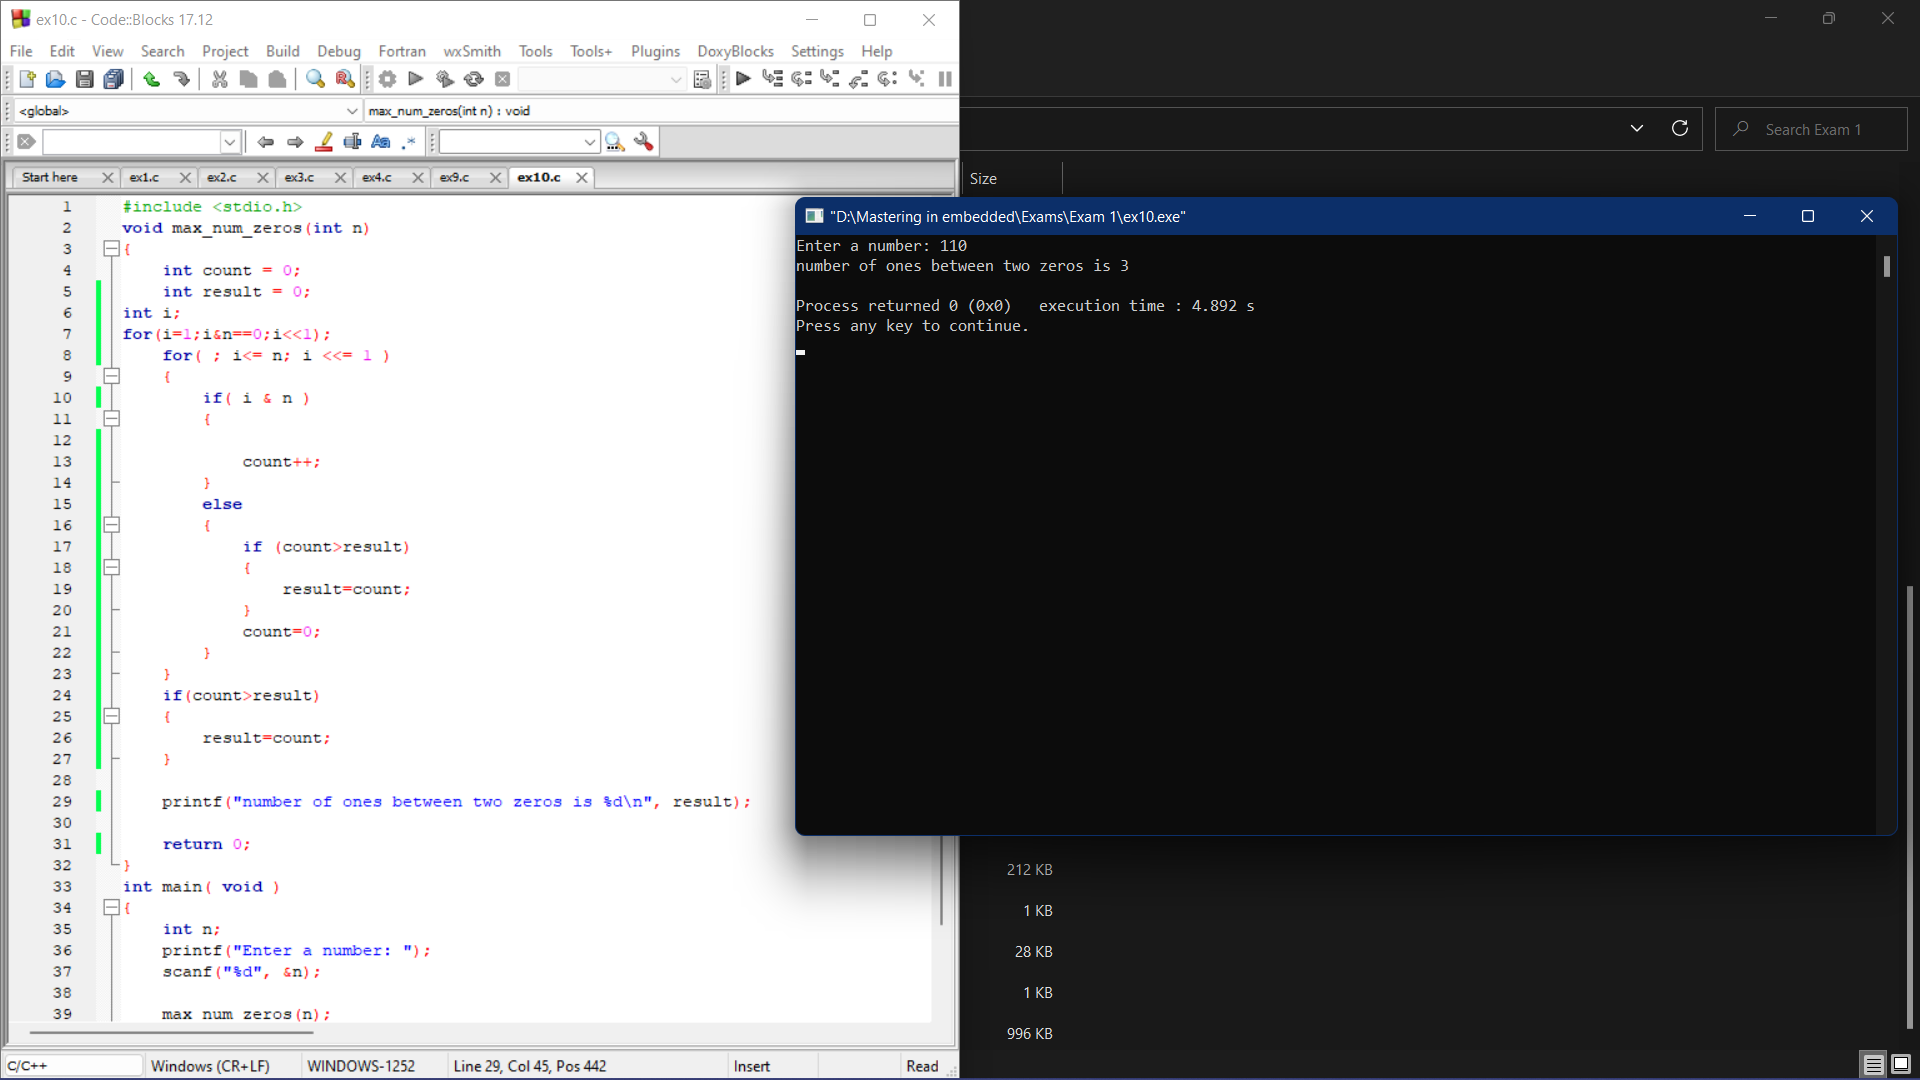 ex10.c - Code::Blocks 17.12
File Edit View Search Project Build Debug Fortran wxSmith Tools Tools+ Plugins DoxyBlocks Settings Help
<global>
max_num_zeros(int n) : void
Start here ex1.c ex2.c ex3.c ex4.c ex9.c ex10.c
1 #include <stdio.h>
2 void max_num_zeros(int n)
3 {
4 int count = 0;
5 int result = 0;
6 int i;
7 for(i=1;i&n==0;i<<1);
8 for( ; i<= n; i <<= 1 )
9 {
10 if( i & n )
11 {
12
13 count++;
14 }
15 else
16 {
17 if (count>result)
18 {
19 result=count;
20 }
21 count=0;
22 }
23 }
24 if(count>result)
25 {
26 result=count;
27 }
28
29 printf("number of ones between two zeros is %d\n", result);
30
31 return 0;
32 }
33 int main( void )
34 {
35 int n;
36 printf("Enter a number: ");
37 scanf("%d", &n);
38
39 max_num_zeros(n);
C/C++ Windows (CR+LF) WINDOWS-1252 Line 29, Col 45, Pos 442 Insert Read
Search Exam 1
Size
"D:\Mastering in embedded\Exams\Exam 1\ex10.exe"
Enter a number: 110
number of ones between two zeros is 3
Process returned 0 (0x0) execution time : 4.892 s
Press any key to continue.
212 KB
1 KB
28 KB
1 KB
996 KB